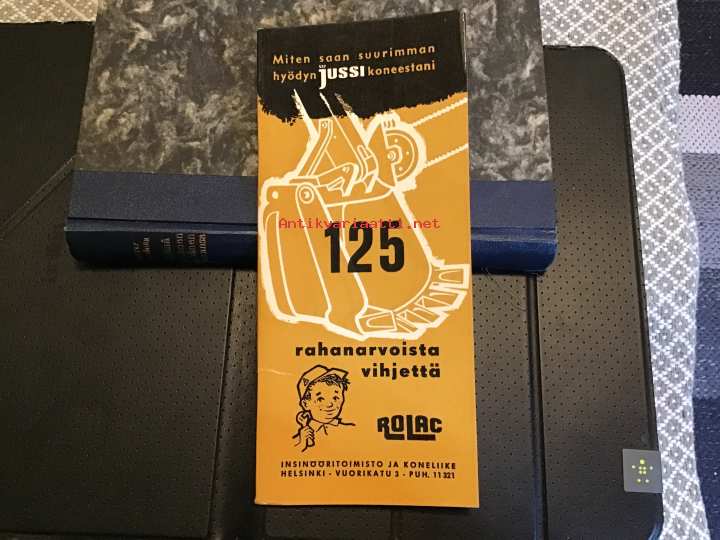 Miten saan suurimman
hyödyn JUSSI koneestani
Antikvariaatti.net
125
rahanarvoista
vihjettä
ROLAC
INSINÖÖRITOIMISTO JA KONELIIKE
HELSINKI - VUORIKATU 3 - PUH. 11 321